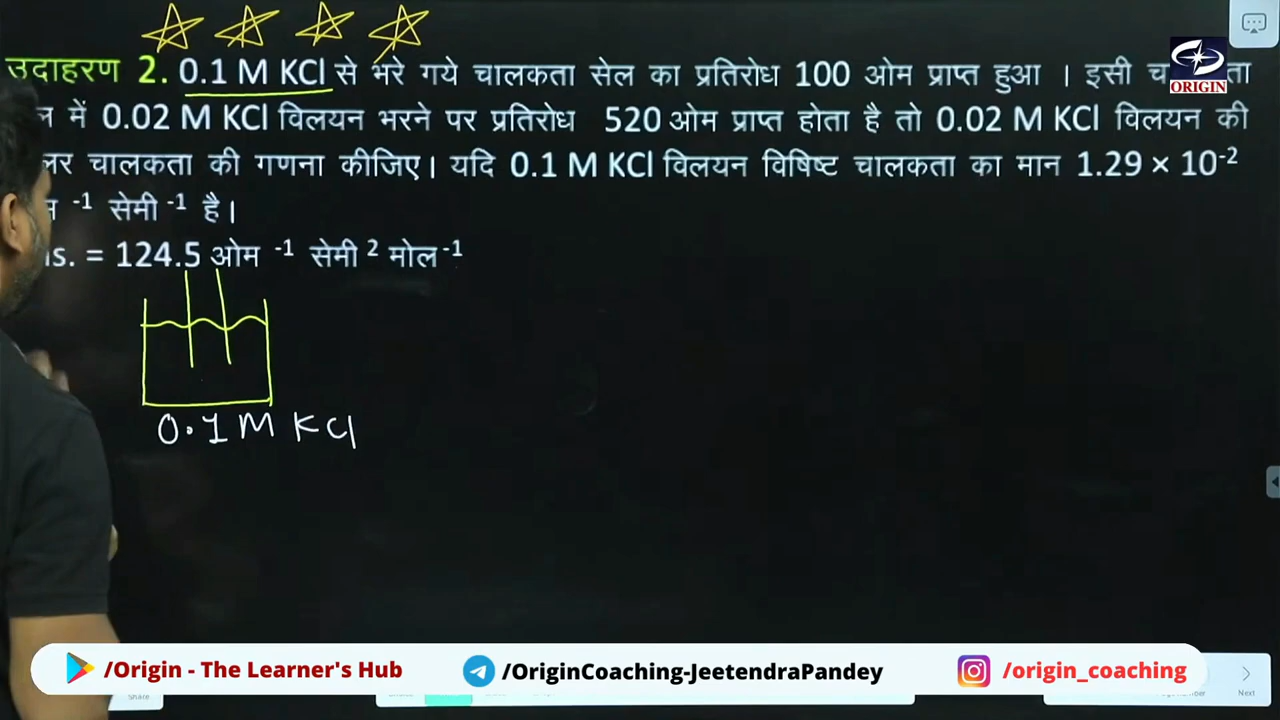 उदाहरण 2. 0.1 M KCl से भरे गये चालकता सेल का प्रतिरोध 100 ओम प्राप्त हुआ । इसी
में 0.02 M KCl विलयन भरने पर प्रतिरोध 520 ओम प्राप्त होता है तो 0.02 M KCl विलयन की
चालकता की गणना कीजिए। यदि 0.1 M KCl विलयन विषिष्ट चालकता का मान 1.29 × 10⁻²
⁻¹ सेमी ⁻¹ है।
= 124.5 ओम ⁻¹ सेमी ² मोल⁻¹
0.1 M KCl
ORIGIN
/Origin - The Learner's Hub /OriginCoaching-JeetendraPandey /origin_coaching
Share
Next